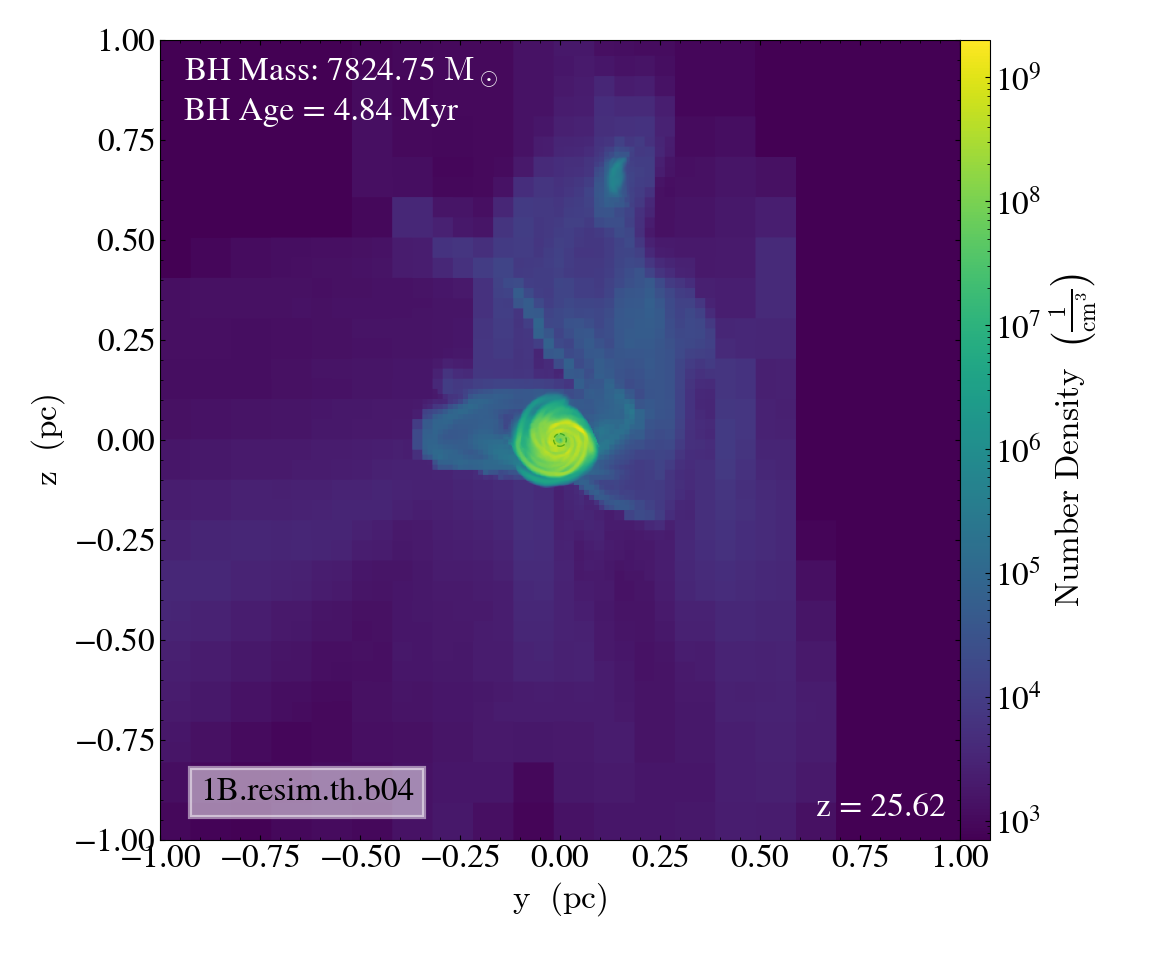 BH Mass: 7824.75 M⊙
BH Age = 4.84 Myr
1.00
0.75
0.50
0.25
0.00
−0.25
−0.50
−0.75
−1.00
z (pc)
1B.resim.th.b04
z = 25.62
−1.00 −0.75 −0.50 −0.25 0.00 0.25 0.50 0.75 1.00
y (pc)
10⁹
10⁸
10⁷
10⁶
10⁵
10⁴
10³
Number Density (1/cm³)